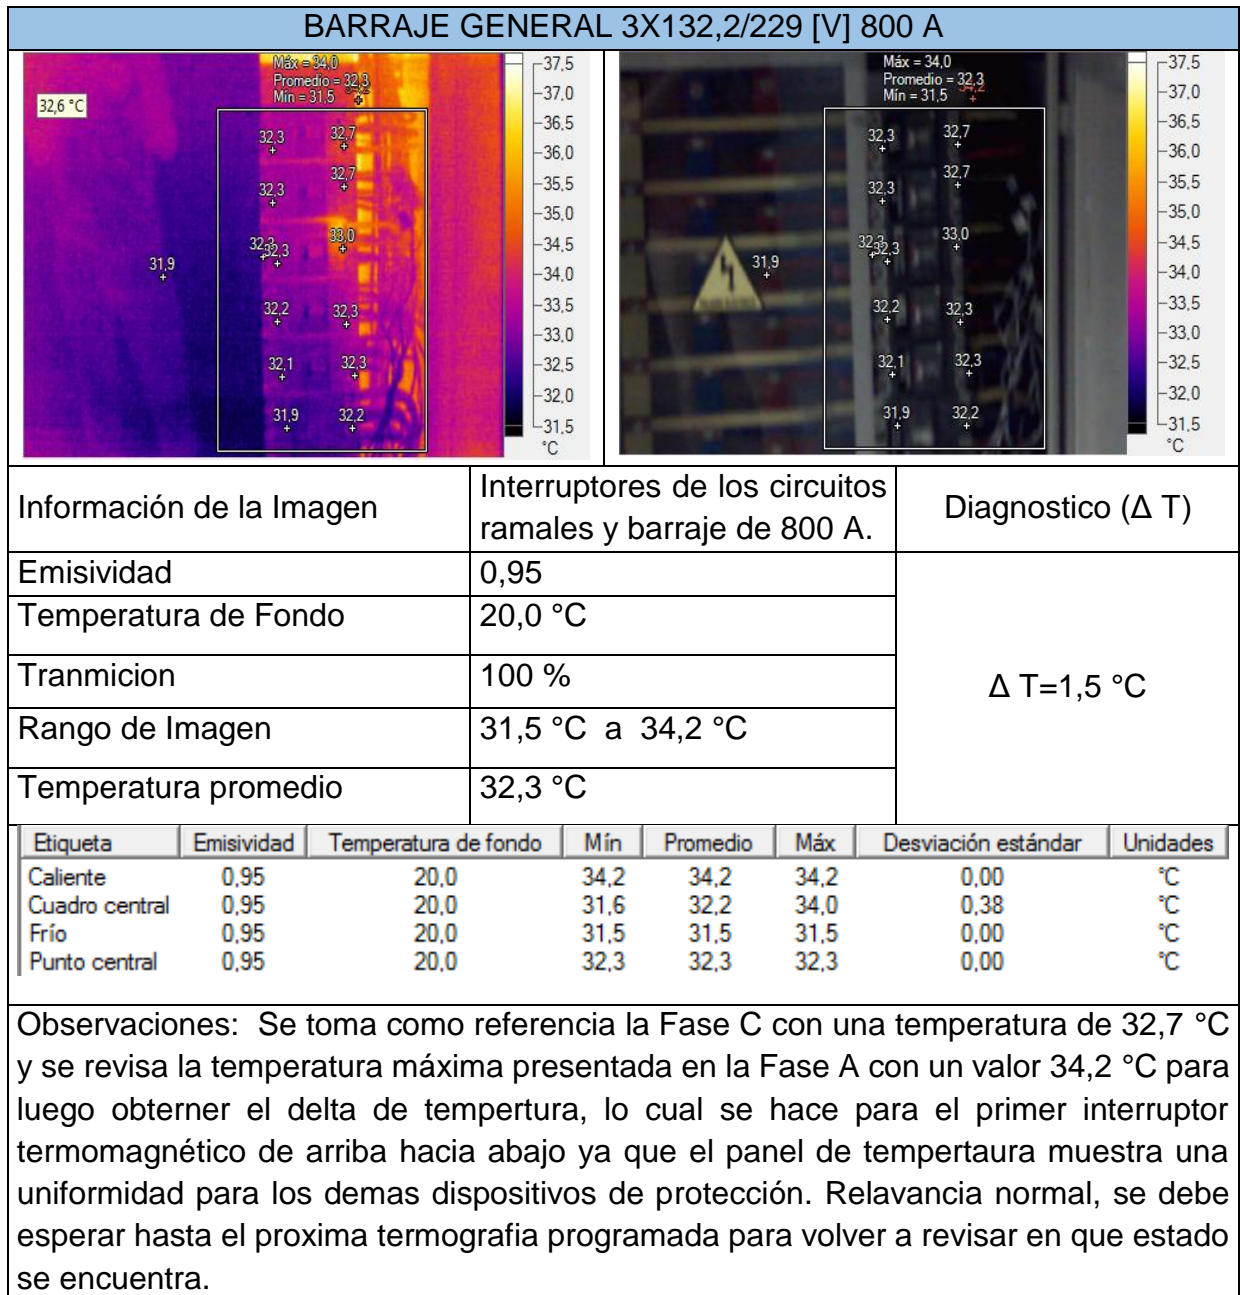 BARRAJE GENERAL 3X132,2/229 [V] 800 A
Máx = 34,0
Promedio = 32,3
Mín = 31,5
34,2
32,6 °C
32,3
32,7
32,3
32,7
32,3
33,0
31,9
32,2
32,3
32,1
32,3
31,9
32,2
37,5
37,0
36,5
36,0
35,5
35,0
34,5
34,0
33,5
33,0
32,5
32,0
31,5
°C
Máx = 34,0
Promedio = 32,3
Mín = 31,5
34,2
32,3
32,7
32,3
32,7
32,3
33,0
31,9
32,2
32,3
32,1
32,3
31,9
32,2
37,5
37,0
36,5
36,0
35,5
35,0
34,5
34,0
33,5
33,0
32,5
32,0
31,5
°C
Información de la Imagen
Interruptores de los circuitos
ramales y barraje de 800 A.
Diagnostico (Δ T)
Emisividad
0,95
Temperatura de Fondo
20,0 °C
Tranmicion
100 %
Rango de Imagen
31,5 °C a 34,2 °C
Temperatura promedio
32,3 °C
Δ T=1,5 °C
Etiqueta Emisividad Temperatura de fondo Mín Promedio Máx Desviación estándar Unidades
Caliente 0,95 20,0 34,2 34,2 34,2 0,00 °C
Cuadro central 0,95 20,0 31,6 32,2 34,0 0,38 °C
Frío 0,95 20,0 31,5 31,5 31,5 0,00 °C
Punto central 0,95 20,0 32,3 32,3 32,3 0,00 °C
Observaciones: Se toma como referencia la Fase C con una temperatura de 32,7 °C
y se revisa la temperatura máxima presentada en la Fase A con un valor 34,2 °C para
luego obterner el delta de tempertura, lo cual se hace para el primer interruptor
termomagnético de arriba hacia abajo ya que el panel de tempertaura muestra una
uniformidad para los demas dispositivos de protección. Relavancia normal, se debe
esperar hasta el proxima termografia programada para volver a revisar en que estado
se encuentra.